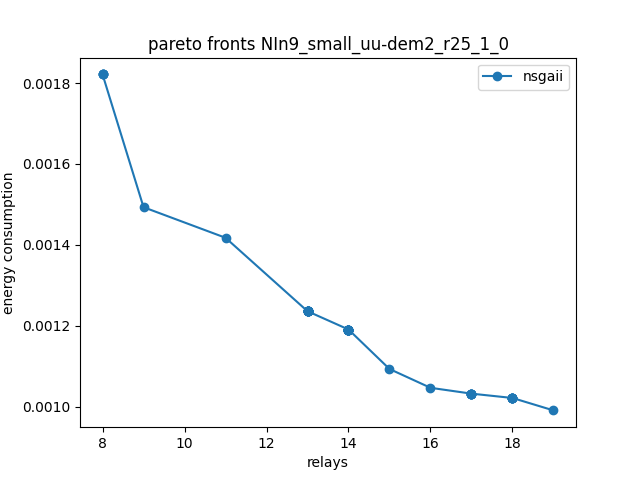 pareto fronts NIn9_small_uu-dem2_r25_1_0
nsgaii
energy consumption
0.0018
0.0016
0.0014
0.0012
0.0010
8 10 12 14 16 18
relays